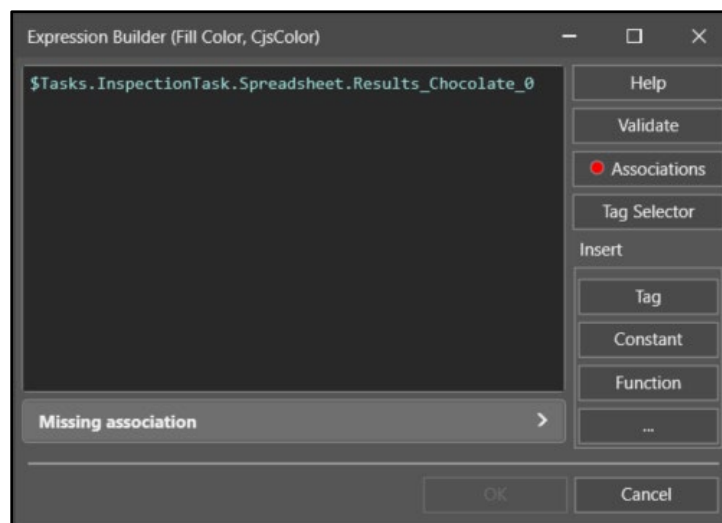 Expression Builder (Fill Color, CjsColor)
$Tasks.InspectionTask.Spreadsheet.Results_Chocolate_0
Help
Validate
Associations
Tag Selector
Insert
Tag
Constant
Function
...
Missing association
OK
Cancel